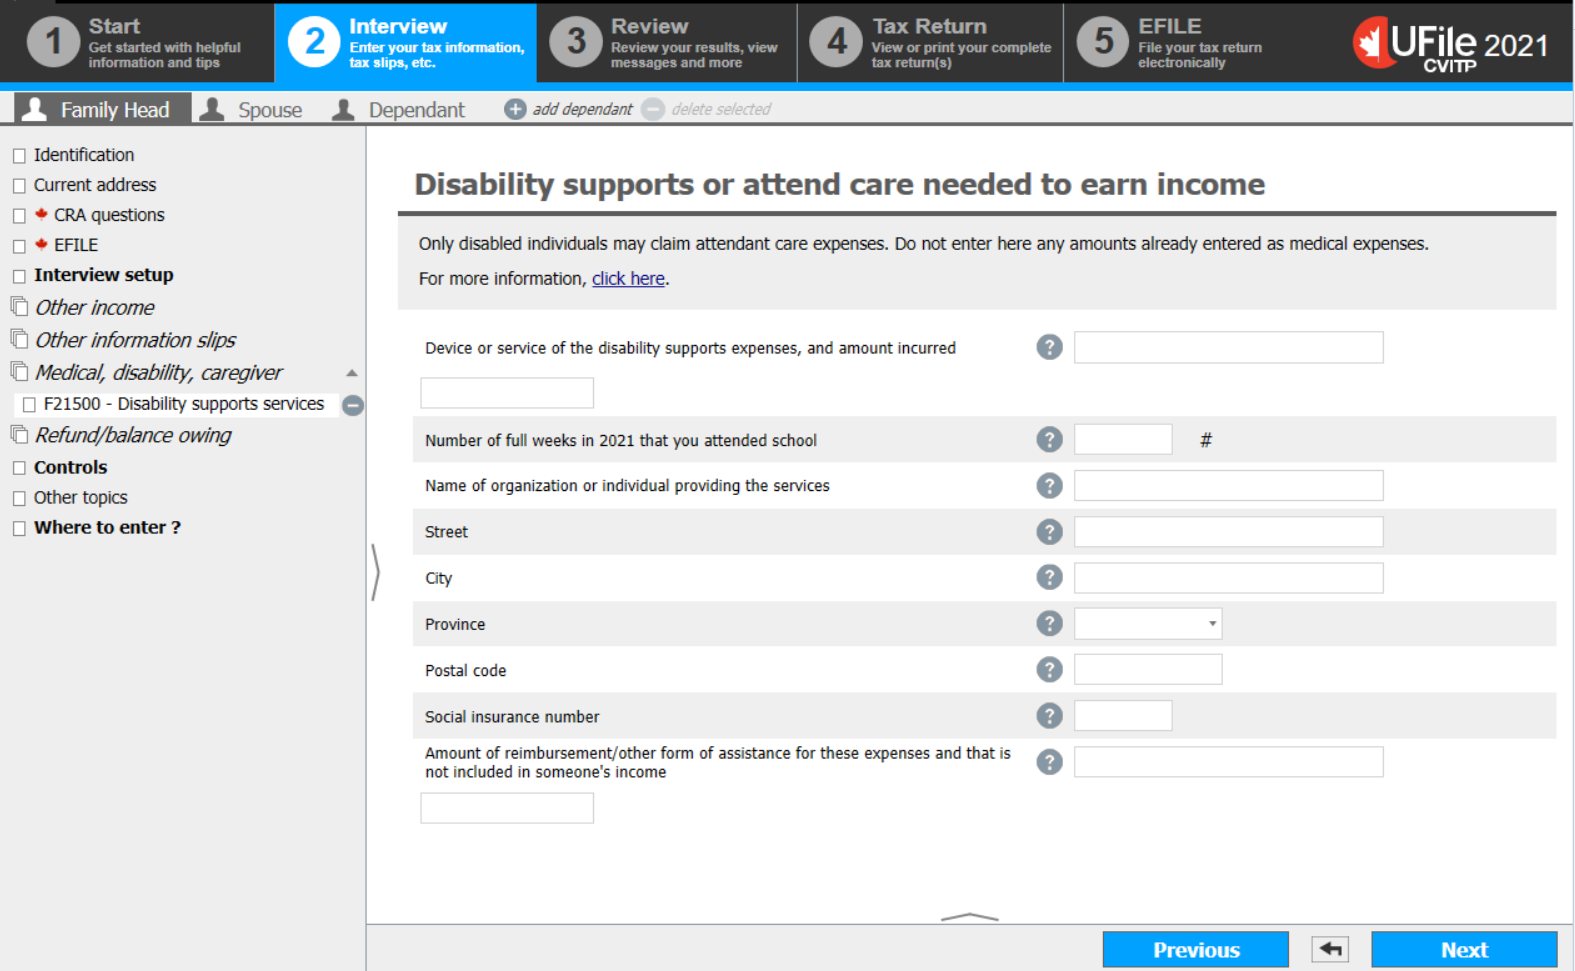 1
Start
Get started with helpful
information and tips
2
Interview
Enter your tax information,
tax slips, etc.
3
Review
Review your results, view
messages and more
4
Tax Return
View or print your complete
tax return(s)
5
EFILE
File your tax return
electronically
UFile 2021
CVITP
Family Head
Spouse
Dependant
+ add dependant
− delete selected
Identification
Current address
CRA questions
EFILE
Interview setup
Other income
Other information slips
Medical, disability, caregiver
F21500 - Disability supports services
Refund/balance owing
Controls
Other topics
Where to enter ?
Disability supports or attend care needed to earn income
Only disabled individuals may claim attendant care expenses. Do not enter here any amounts already entered as medical expenses.
For more information, click here.
Device or service of the disability supports expenses, and amount incurred ?
Number of full weeks in 2021 that you attended school ? #
Name of organization or individual providing the services ?
Street ?
City ?
Province ?
Postal code ?
Social insurance number ?
Amount of reimbursement/other form of assistance for these expenses and that is
not included in someone's income ?
Previous
Next